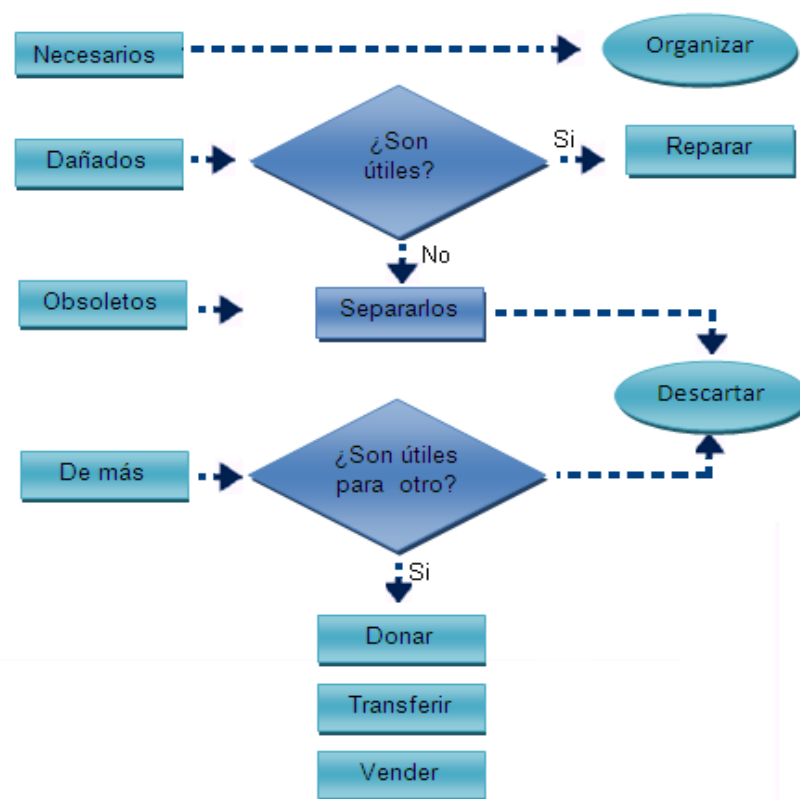 Necesarios
Organizar
Dañados
¿Son
útiles?
Si
Reparar
No
Obsoletos
Separarlos
Descartar
De más
¿Son útiles
para otro?
Si
Donar
Transferir
Vender